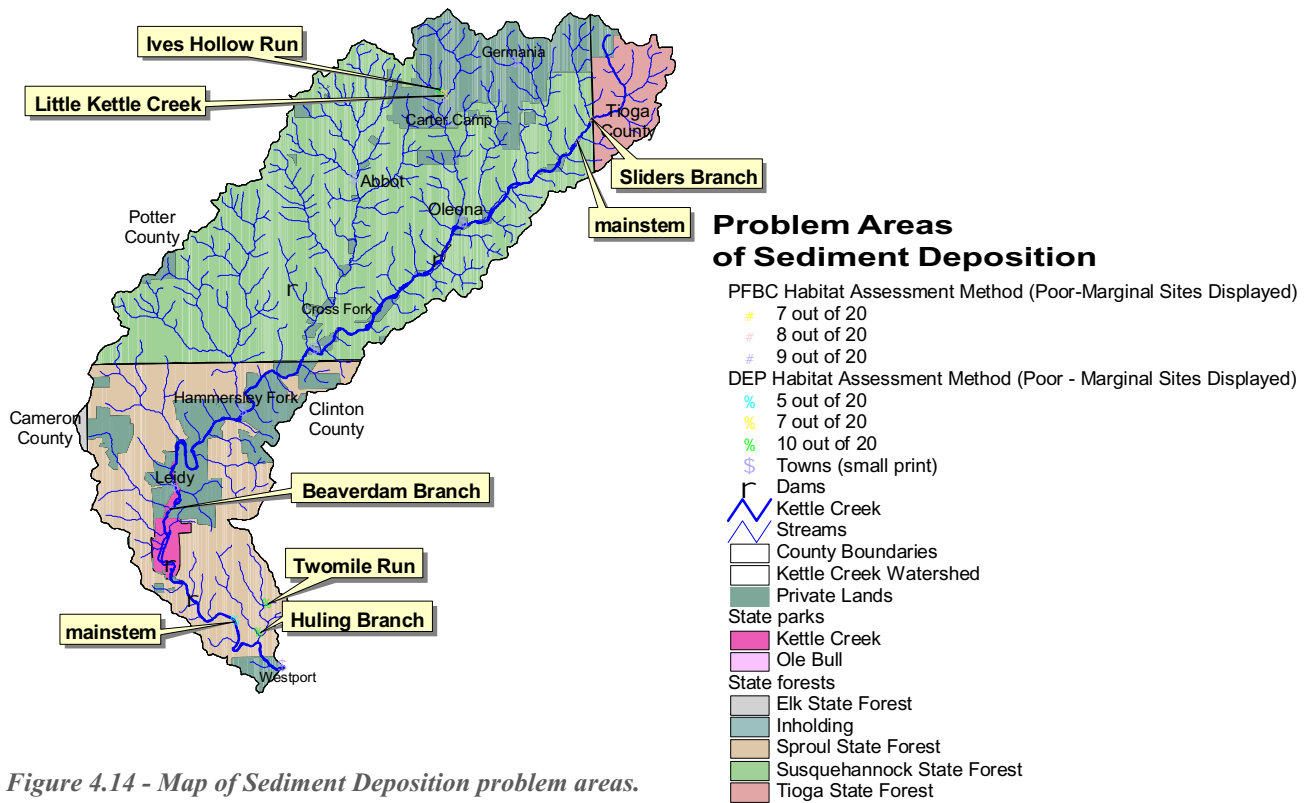 Ives Hollow Run
Germania
Little Kettle Creek
Carter Camp
Tioga
County
Sliders Branch
Abbot
Oleona
mainstem
Potter
County
r
r
Cross Fork
Hammersley Fork
Clinton
County
Cameron
County
Leidy
Beaverdam Branch
r
Twomile Run
r
Huling Branch
mainstem
$
Westport
Problem Areas
of Sediment Deposition
PFBC Habitat Assessment Method (Poor-Marginal Sites Displayed)
# 7 out of 20
# 8 out of 20
# 9 out of 20
DEP Habitat Assessment Method (Poor - Marginal Sites Displayed)
% 5 out of 20
% 7 out of 20
% 10 out of 20
$ Towns (small print)
r Dams
Kettle Creek
Streams
County Boundaries
Kettle Creek Watershed
Private Lands
State parks
Kettle Creek
Ole Bull
State forests
Elk State Forest
Inholding
Sproul State Forest
Susquehannock State Forest
Tioga State Forest
Figure 4.14 - Map of Sediment Deposition problem areas.